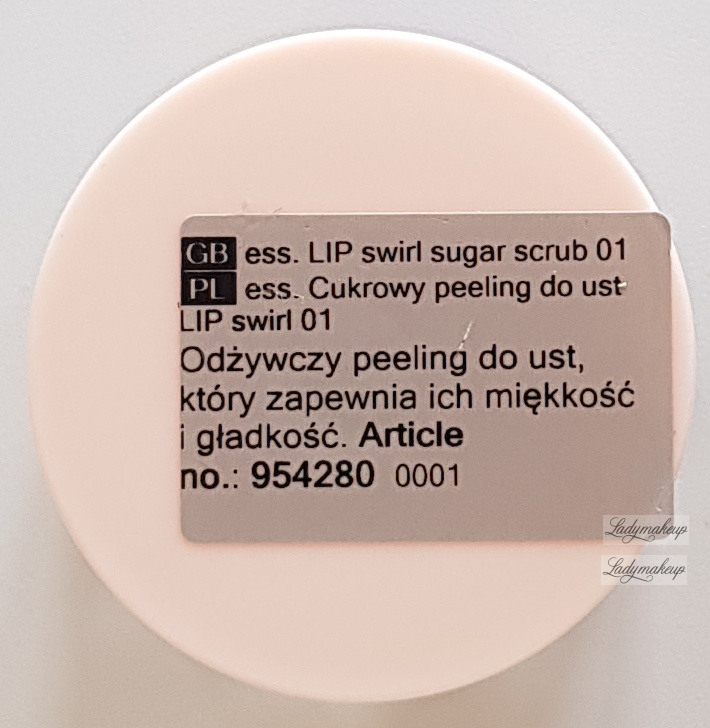 GB ess. LIP swirl sugar scrub 01
PL ess. Cukrowy peeling do ust
LIP swirl 01
Odżywczy peeling do ust,
który zapewnia ich miękkość
i gładkość. Article
no.: 954280 0001
Ladymakeup
Ladymakeup